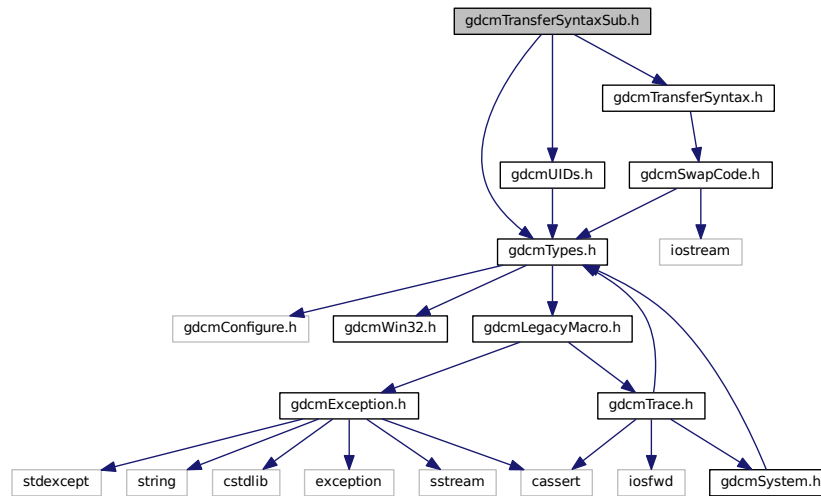 gdcmTransferSyntaxSub.h
gdcmTransferSyntax.h
gdcmUIDs.h
gdcmSwapCode.h
gdcmTypes.h
iostream
gdcmConfigure.h
gdcmWin32.h
gdcmLegacyMacro.h
gdcmException.h
gdcmTrace.h
stdexcept
string
cstdlib
exception
sstream
cassert
iosfwd
gdcmSystem.h